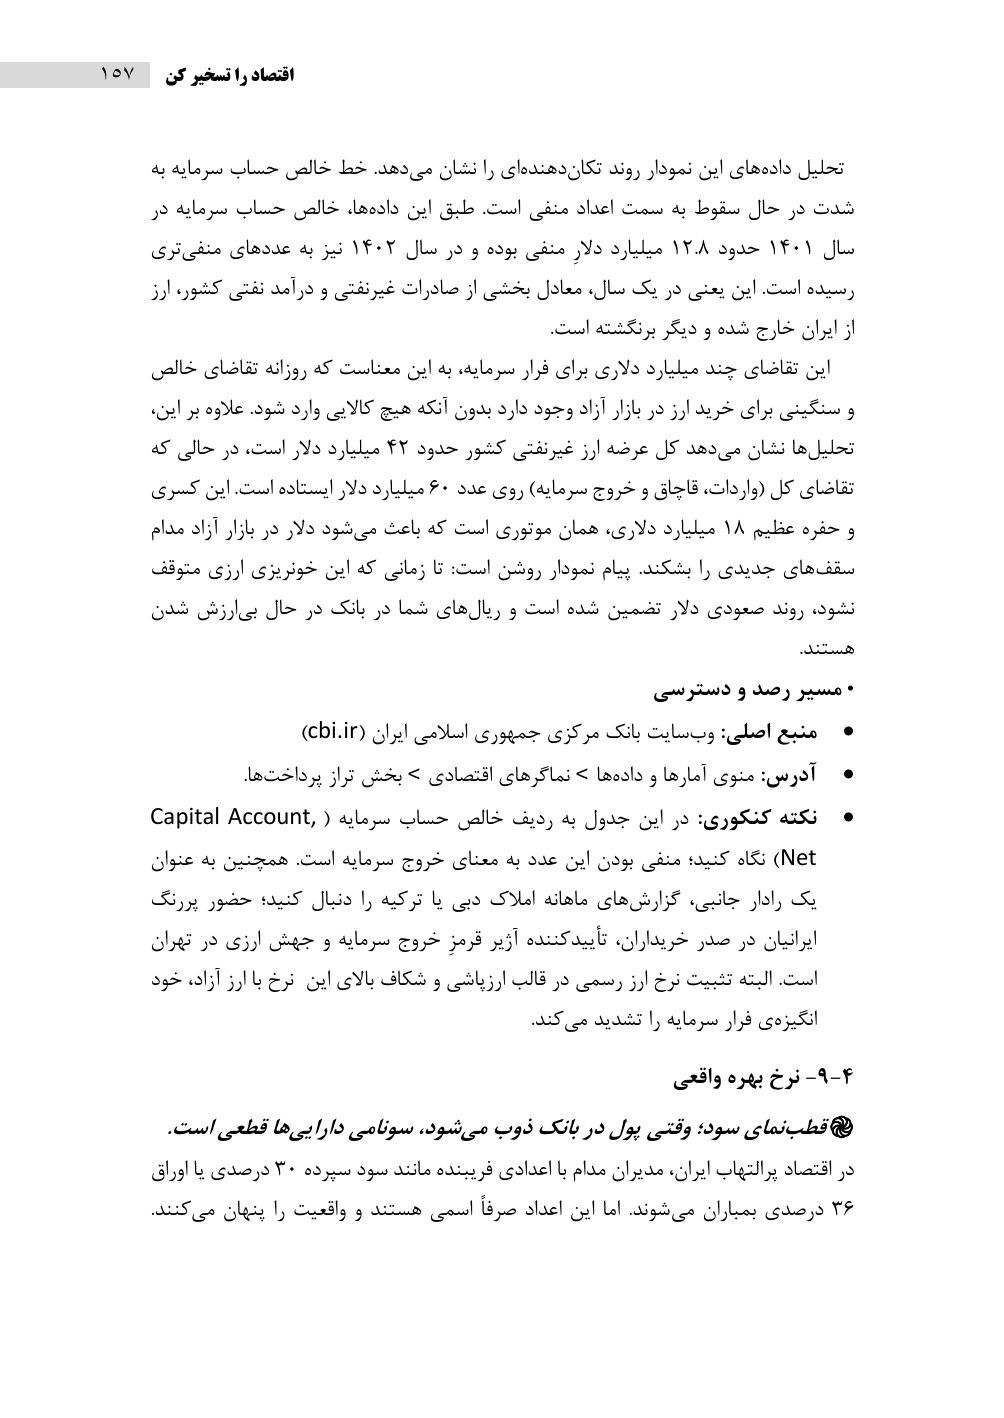 اقتصاد را تسخیر کن ۱۵۷
تحلیل داده‌های این نمودار روند تکان‌دهنده‌ای را نشان می‌دهد. خط خالص حساب سرمایه به
شدت در حال سقوط به سمت اعداد منفی است. طبق این داده‌ها، خالص حساب سرمایه در
سال ۱۴۰۱ حدود ۱۲.۸ میلیارد دلارِ منفی بوده و در سال ۱۴۰۲ نیز به عددهای منفی‌تری
رسیده است. این یعنی در یک سال، معادل بخشی از صادرات غیرنفتی و درآمد نفتی کشور، ارز
از ایران خارج شده و دیگر برنگشته است.
این تقاضای چند میلیارد دلاری برای فرار سرمایه، به این معناست که روزانه تقاضای خالص
و سنگینی برای خرید ارز در بازار آزاد وجود دارد بدون آنکه هیچ کالایی وارد شود. علاوه بر این،
تحلیل‌ها نشان می‌دهد کل عرضه ارز غیرنفتی کشور حدود ۴۲ میلیارد دلار است، در حالی که
تقاضای کل (واردات، قاچاق و خروج سرمایه) روی عدد ۶۰ میلیارد دلار ایستاده است. این کسری
و حفره عظیم ۱۸ میلیارد دلاری، همان موتوری است که باعث می‌شود دلار در بازار آزاد مدام
سقف‌های جدیدی را بشکند. پیام نمودار روشن است: تا زمانی که این خونریزی ارزی متوقف
نشود، روند صعودی دلار تضمین شده است و ریال‌های شما در بانک در حال بی‌ارزش شدن
هستند.
• مسیر رصد و دسترسی
● منبع اصلی: وب‌سایت بانک مرکزی جمهوری اسلامی ایران (cbi.ir)
● آدرس: منوی آمارها و داده‌ها > نماگرهای اقتصادی > بخش تراز پرداخت‌ها.
● نکته کنکوری: در این جدول به ردیف خالص حساب سرمایه (Capital Account,
Net) نگاه کنید؛ منفی بودن این عدد به معنای خروج سرمایه است. همچنین به عنوان
یک رادار جانبی، گزارش‌های ماهانه املاک دبی یا ترکیه را دنبال کنید؛ حضور پررنگ
ایرانیان در صدر خریداران، تأییدکننده آژیر قرمزِ خروج سرمایه و جهش ارزی در تهران
است. البته تثبیت نرخ ارز رسمی در قالب ارزپاشی و شکاف بالای این نرخ با ارز آزاد، خود
انگیزه‌ی فرار سرمایه را تشدید می‌کند.
۴-۹- نرخ بهره واقعی
قطب‌نمای سود؛ وقتی پول در بانک ذوب می‌شود، سونامی دارایی‌ها قطعی است.
در اقتصاد پرالتهاب ایران، مدیران مدام با اعدادی فریبنده مانند سود سپرده ۳۰ درصدی یا اوراق
۳۶ درصدی بمباران می‌شوند. اما این اعداد صرفاً اسمی هستند و واقعیت را پنهان می‌کنند.